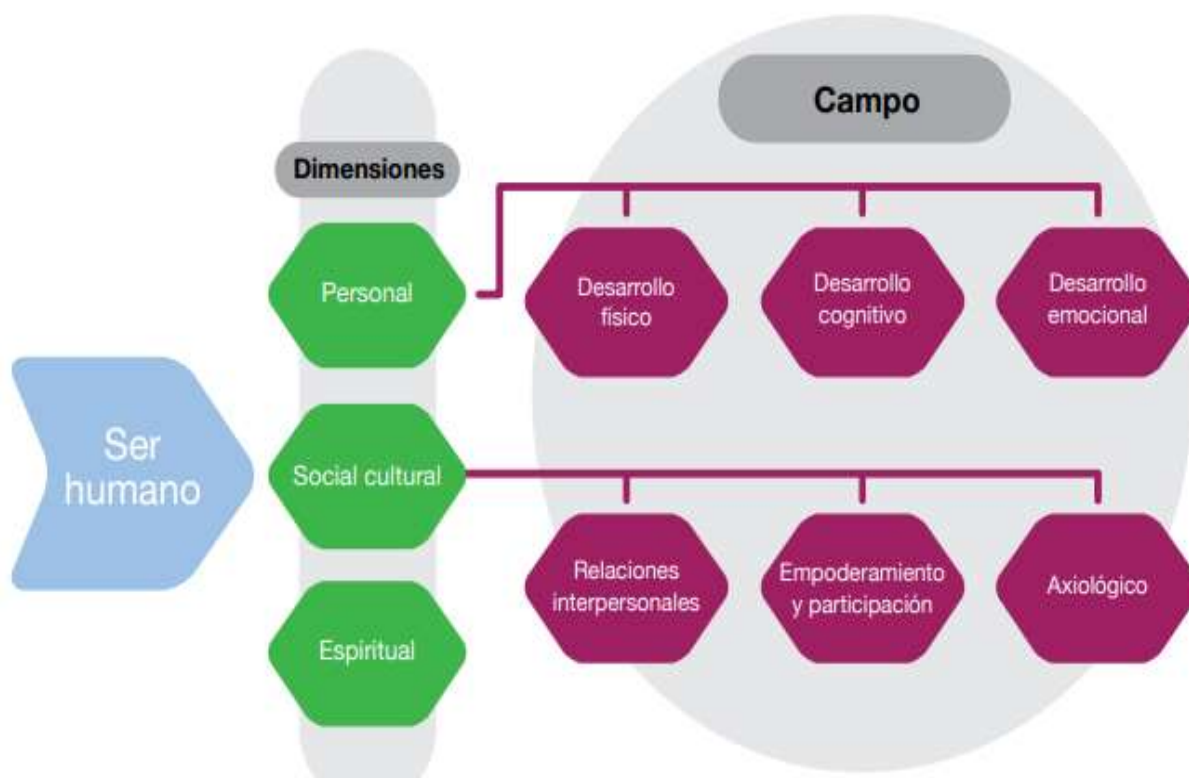 Campo
Dimensiones
Personal
Desarrollo
físico
Desarrollo
cognitivo
Desarrollo
emocional
Ser
humano
Social cultural
Relaciones
interpersonales
Empoderamiento
y participación
Axiológico
Espiritual